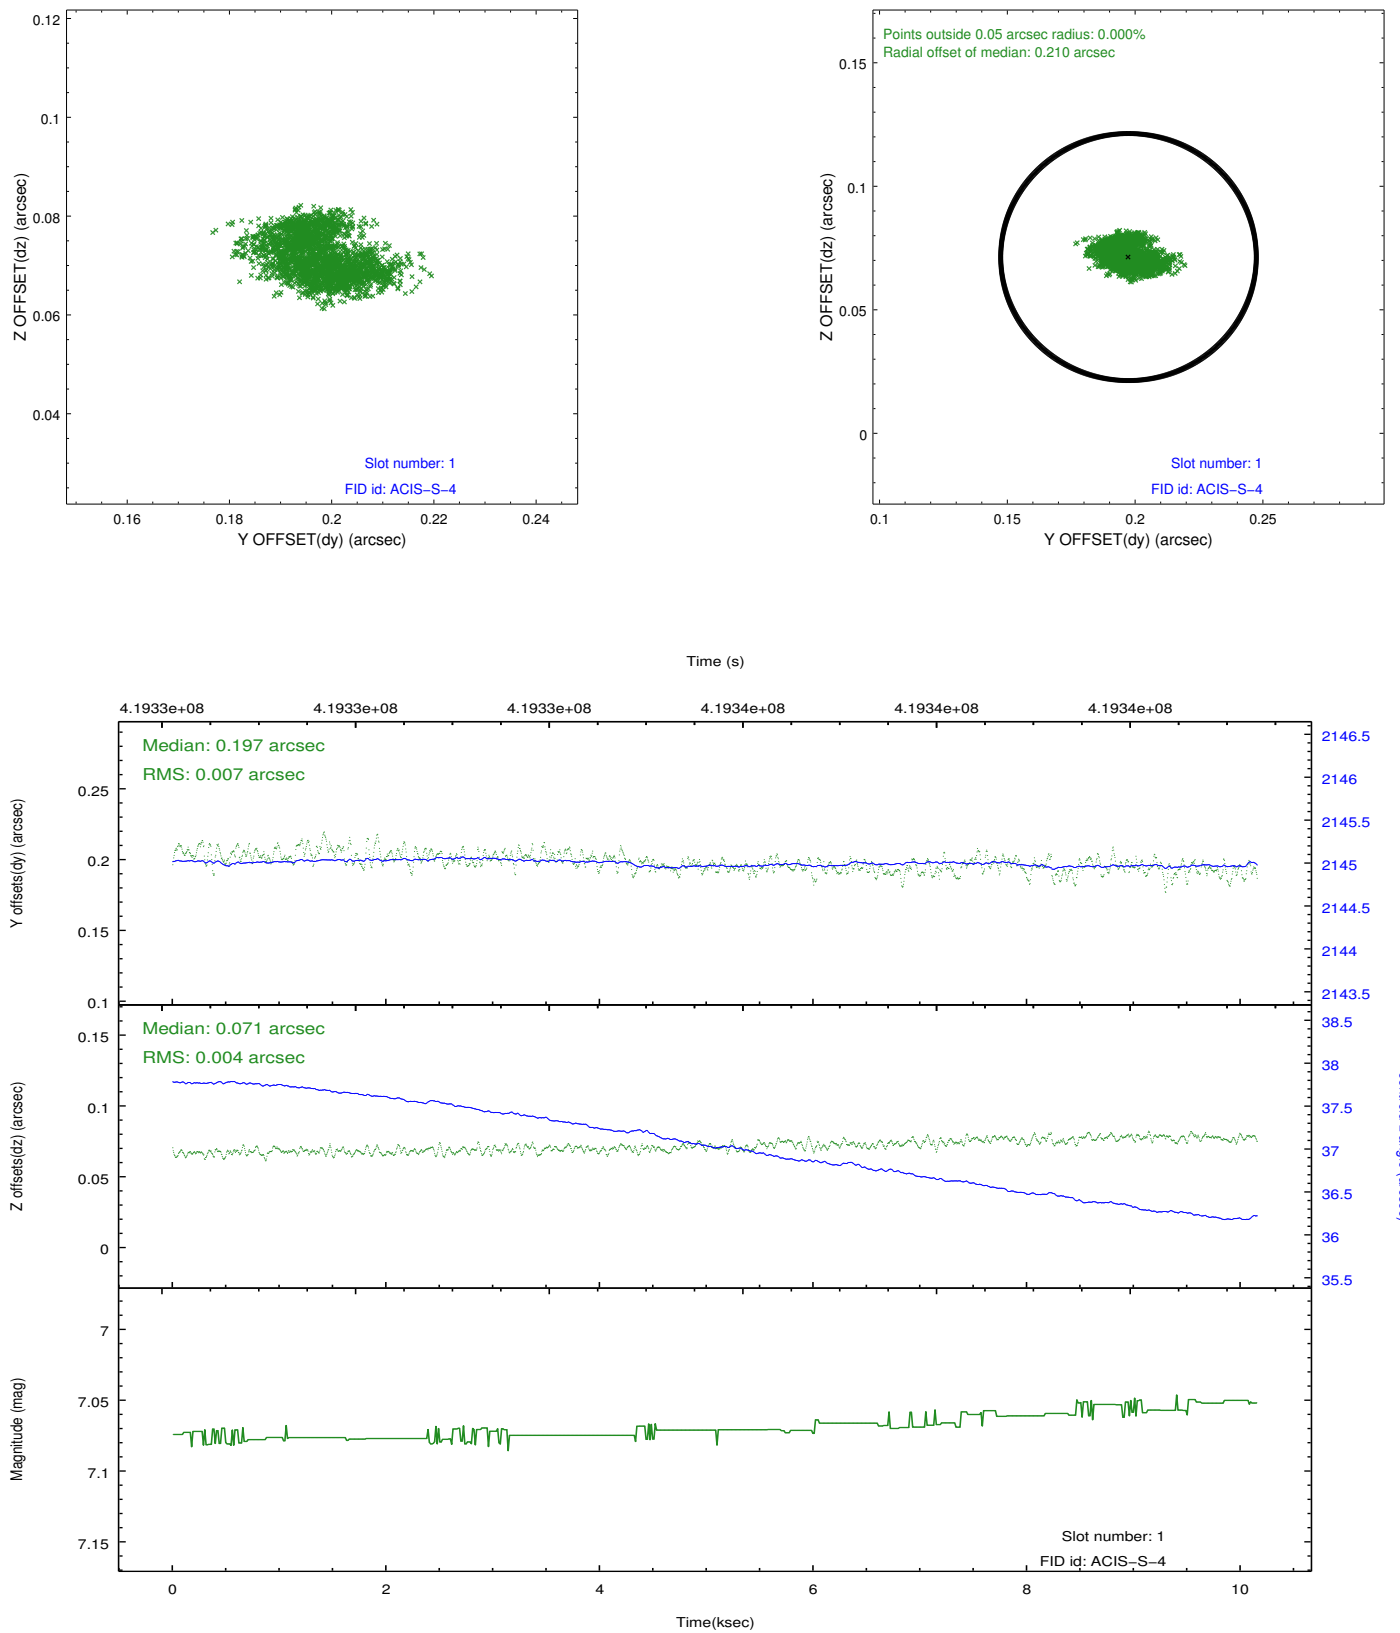 0.12
0.1
0.08
0.06
0.04
Z OFFSET(dz) (arcsec)
Slot number: 1
FID id: ACIS−S−4
0.16
0.18
0.2
0.22
0.24
Y OFFSET(dy) (arcsec)
Points outside 0.05 arcsec radius: 0.000%
Radial offset of median: 0.210 arcsec
0.15
0.1
0.05
0
Z OFFSET(dz) (arcsec)
Slot number: 1
FID id: ACIS−S−4
0.1
0.15
0.2
0.25
Y OFFSET(dy) (arcsec)
Time (s)
4.1933e+08 4.1933e+08 4.1933e+08 4.1934e+08 4.1934e+08 4.1934e+08
Median: 0.197 arcsec
RMS: 0.007 arcsec
0.25
0.2
0.15
0.1
Y offsets(dy) (arcsec)
2146.5
2146
2145.5
2145
2144.5
2144
2143.5
Median: 0.071 arcsec
RMS: 0.004 arcsec
0.15
0.1
0.05
0
Z offsets(dz) (arcsec)
38.5
38
37.5
37
36.5
36
35.5
7
7.05
7.1
7.15
Magnitude (mag)
Slot number: 1
FID id: ACIS−S−4
0 2 4 6 8 10
Time(ksec)